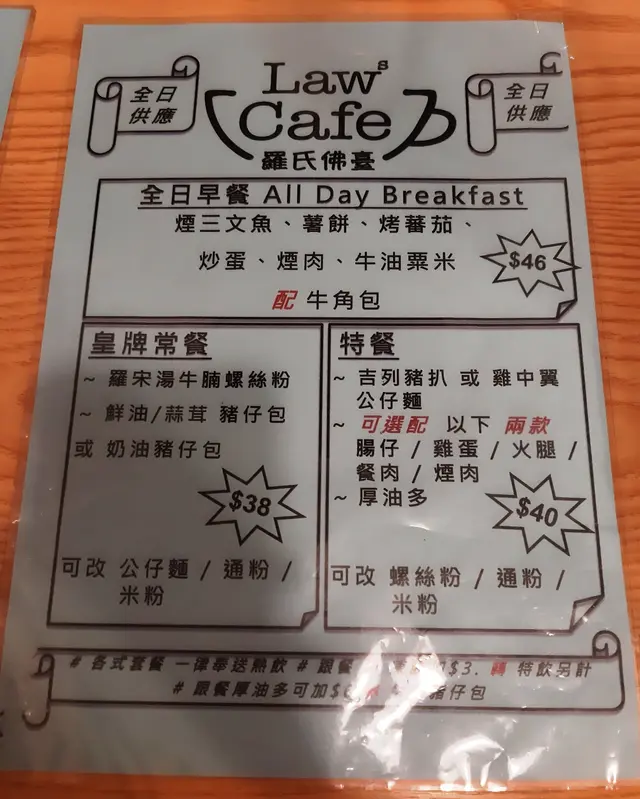 全日
供應
Law's
Cafe
羅氏佛臺
全日
供應
全日早餐 All Day Breakfast
煙三文魚、薯餅、烤蕃茄、
炒蛋、煙肉、牛油粟米
$46
配 牛角包
皇牌常餐
~ 羅宋湯牛腩螺絲粉
~ 鮮油/蒜茸 豬仔包
或 奶油豬仔包
$38
可改 公仔麵 / 通粉 /
米粉
特餐
~ 吉列豬扒 或 雞中翼
公仔麵
~ 可選配 以下 兩款
腸仔 / 雞蛋 / 火腿 /
餐肉 / 煙肉
~ 厚油多
$40
可改 螺絲粉 / 通粉 /
米粉
# 各式套餐 一律奉送熱飲 # 跟餐 $3. 轉 特飲另計
# 跟餐厚油多可加$ 豬仔包